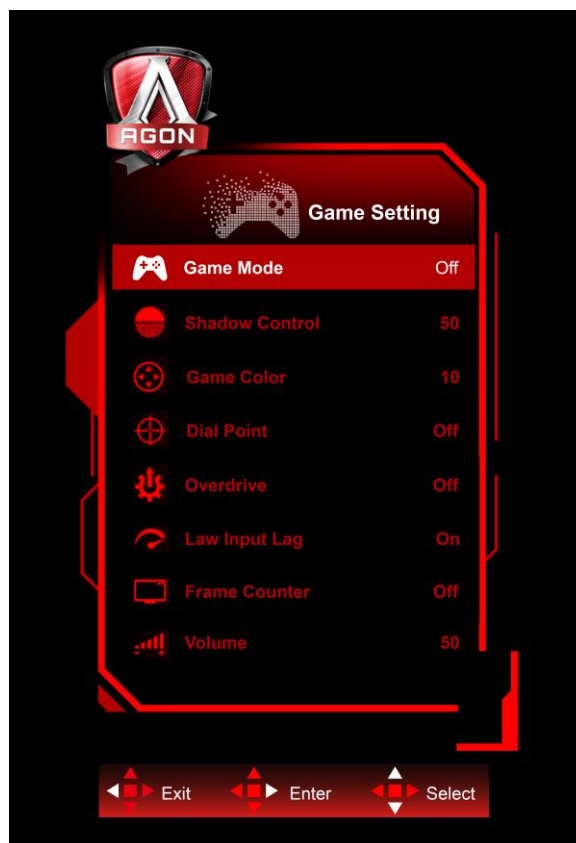 AGON
Game Setting
Game Mode Off
Shadow Control 50
Game Color 10
Dial Point Off
Overdrive Off
Law Input Lag On
Frame Counter Off
Volume 50
Exit Enter Select